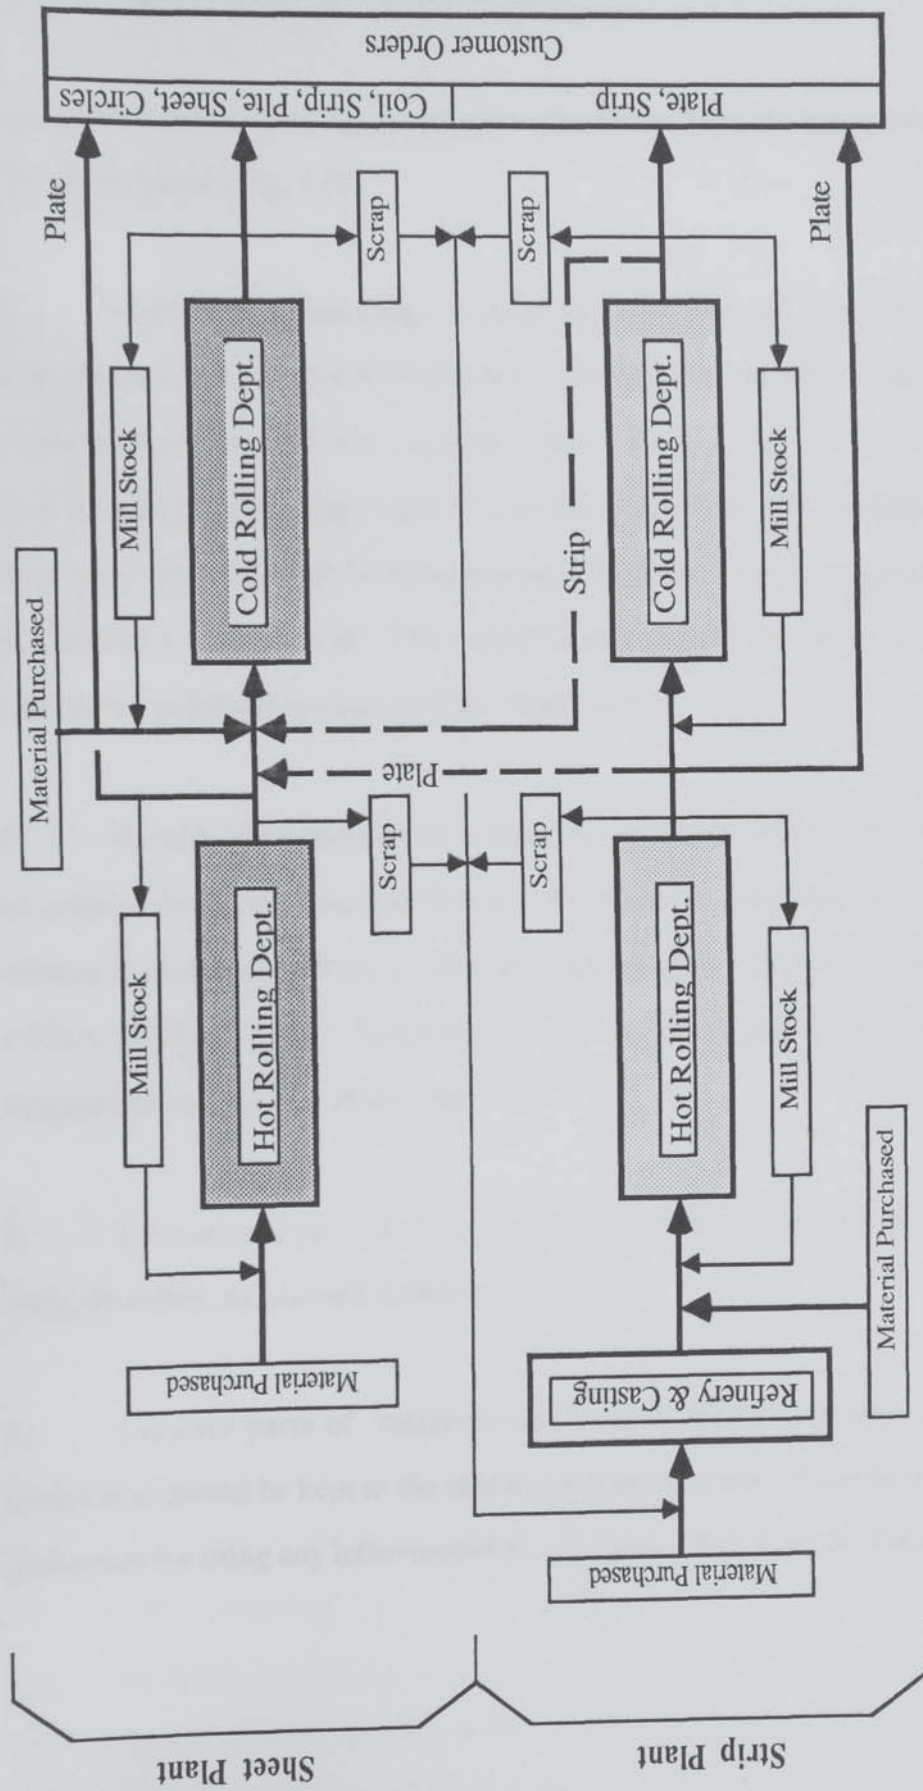 Sheet Plant
Material Purchased
Mill Stock
Hot Rolling Dept.
Scrap
Material Purchased
Mill Stock
Cold Rolling Dept.
Scrap
Plate
Coil, Strip, Plte, Sheet, Circles
Customer Orders
Plate
Strip
Strip Plant
Material Purchased
Refinery & Casting
Material Purchased
Hot Rolling Dept.
Mill Stock
Scrap
Cold Rolling Dept.
Mill Stock
Scrap
Plate
Plate, Strip